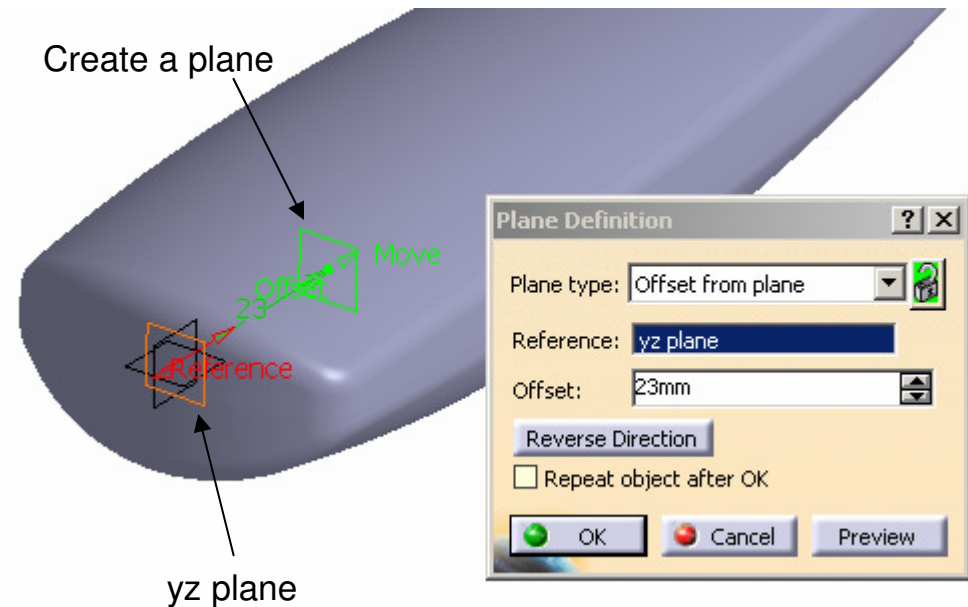 Create a plane
Move
Offset
23
Reference
yz plane
Plane Definition
Plane type: Offset from plane
Reference: yz plane
Offset: 23mm
Reverse Direction
Repeat object after OK
OK Cancel Preview